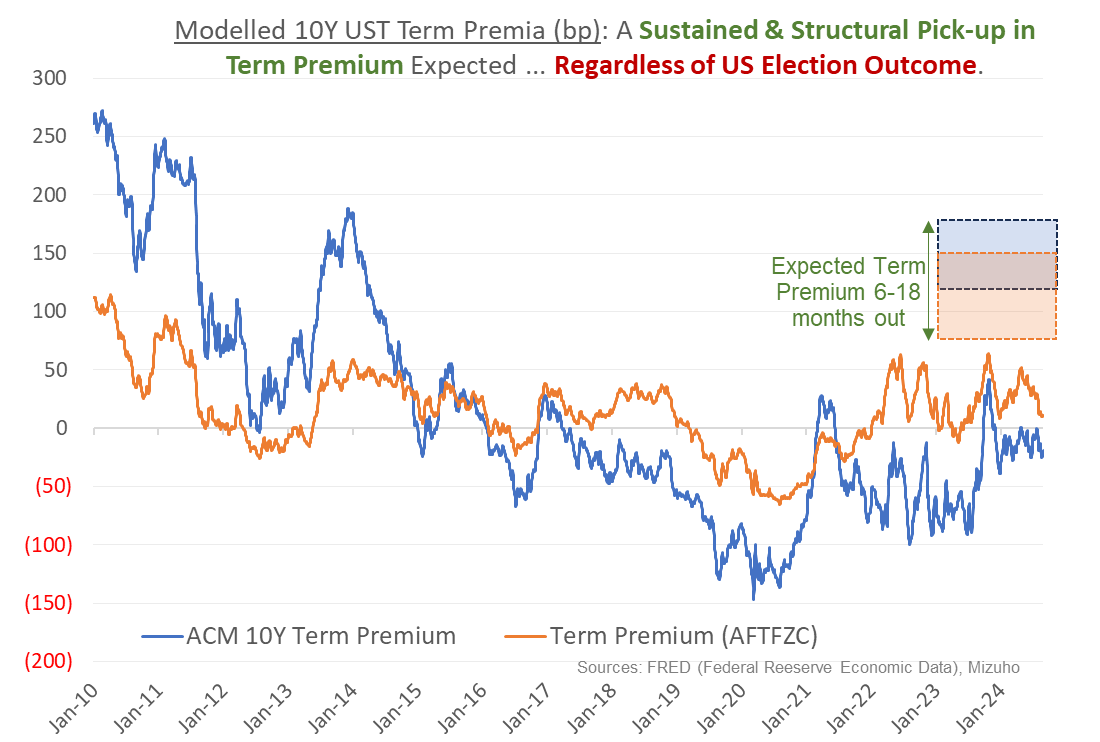 Modelled 10Y UST Term Premia (bp): A Sustained & Structural Pick-up in
Term Premium Expected ... Regardless of US Election Outcome.
300
250
200
150
100
50
0
(50)
(100)
(150)
(200)
Expected Term
Premium 6-18
months out
ACM 10Y Term Premium
Term Premium (AFTFZC)
Sources: FRED (Federal Reeserve Economic Data), Mizuho
Jan-10
Jan-11
Jan-12
Jan-13
Jan-14
Jan-15
Jan-16
Jan-17
Jan-18
Jan-19
Jan-20
Jan-21
Jan-22
Jan-23
Jan-24